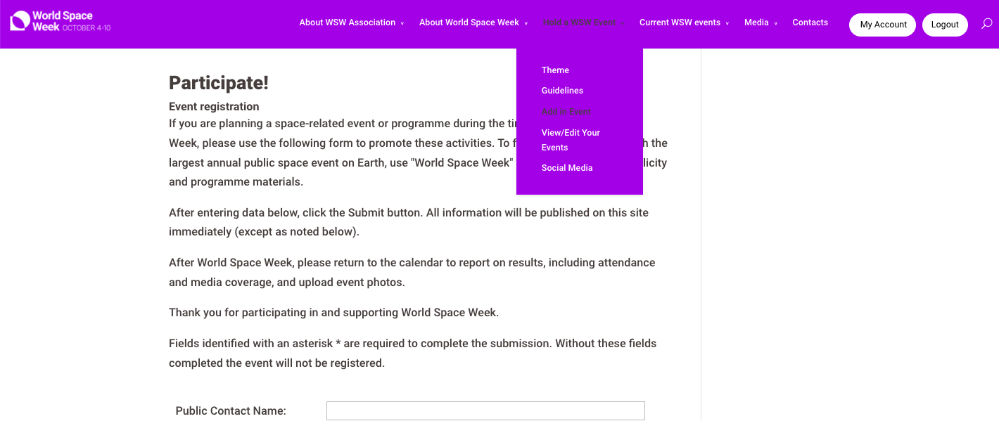 World Space
Week OCTOBER 4-10
About WSW Association
About World Space Week
Hold a WSW Event
Current WSW events
Media
Contacts
My Account
Logout
Theme
Guidelines
Add in Event
View/Edit Your
Events
Social Media
Participate!
Event registration
If you are planning a space-related event or programme during the
Week, please use the following form to promote these activities. To the
largest annual public space event on Earth, use "World Space Week"
and programme materials.
After entering data below, click the Submit button. All information will be published on this site
immediately (except as noted below).
After World Space Week, please return to the calendar to report on results, including attendance
and media coverage, and upload event photos.
Thank you for participating in and supporting World Space Week.
Fields identified with an asterisk * are required to complete the submission. Without these fields
completed the event will not be registered.
Public Contact Name: